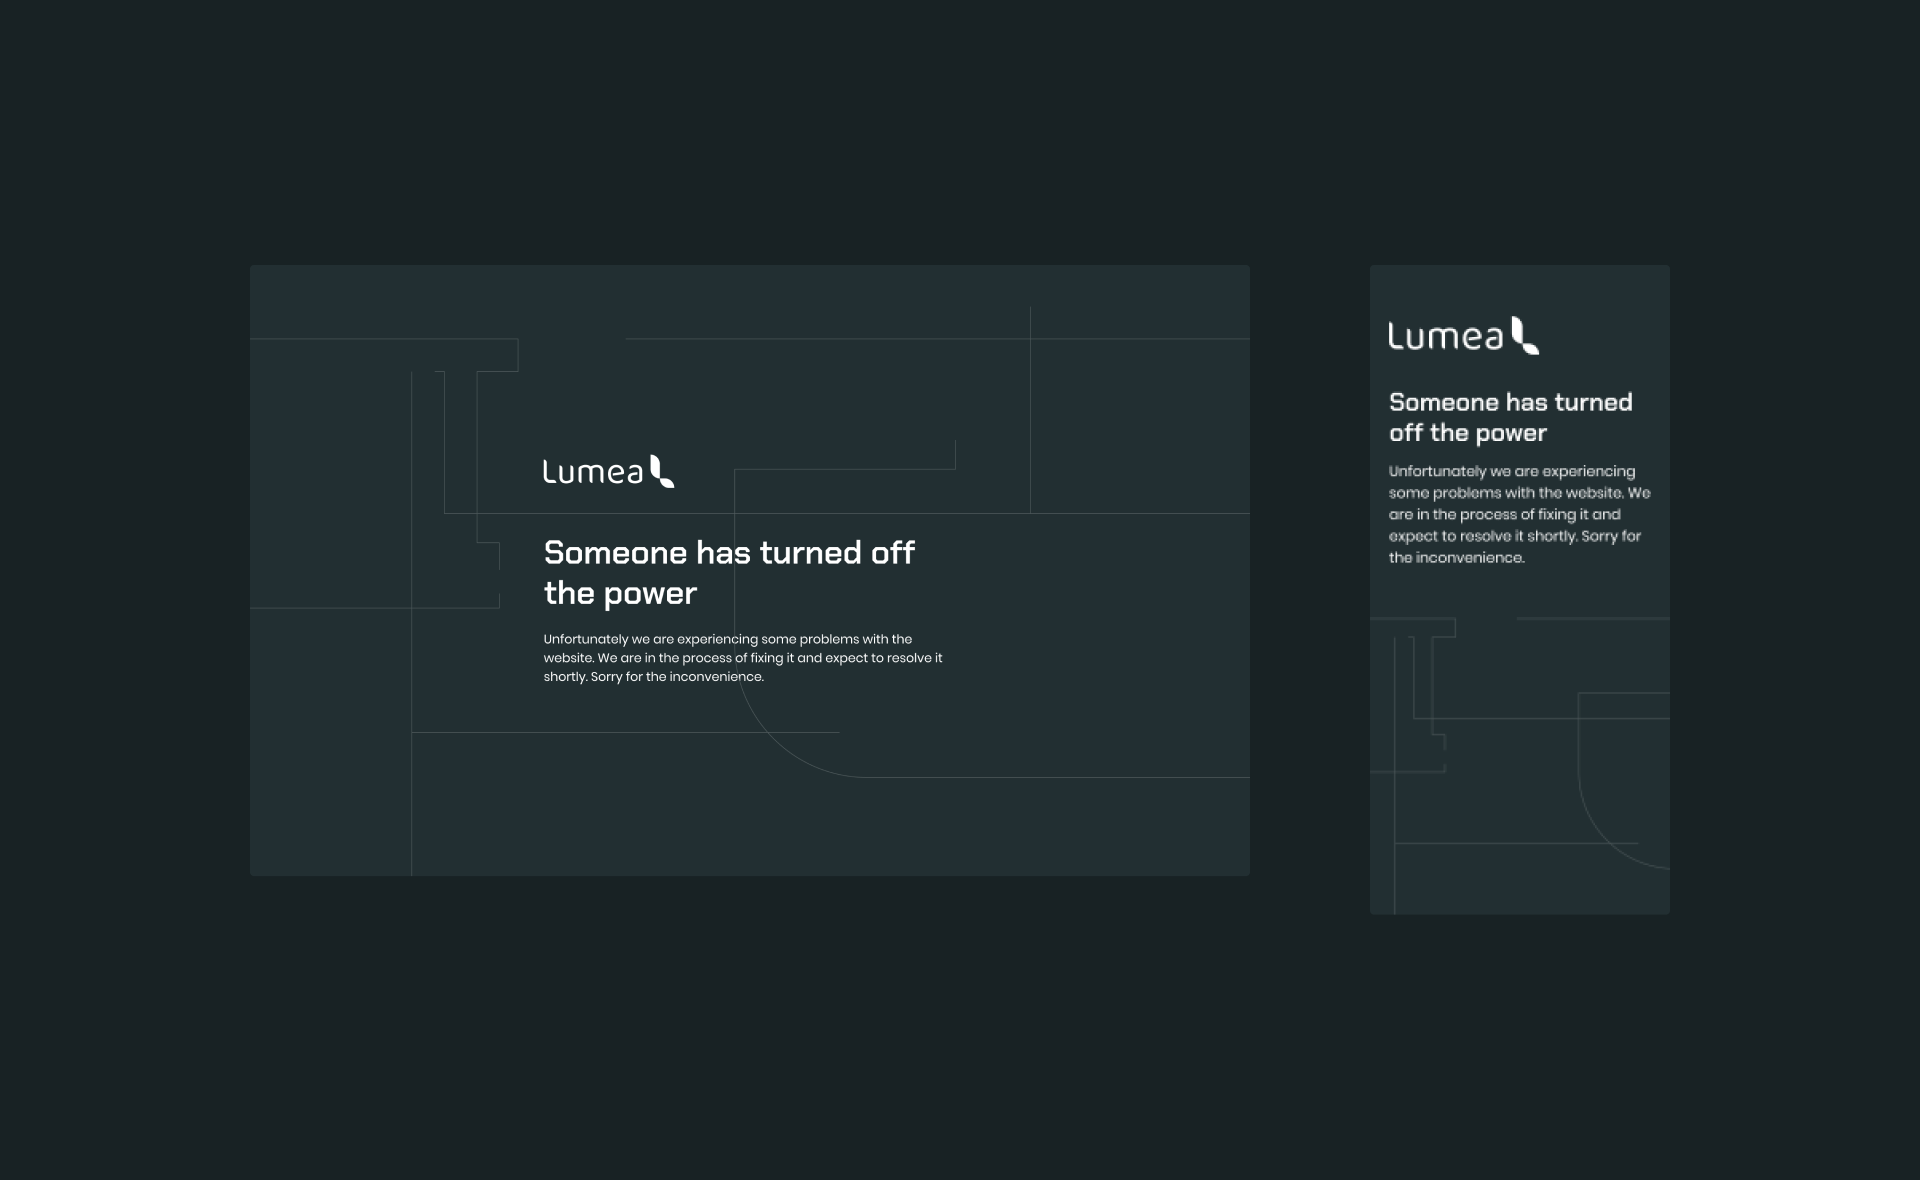 Lumea
Someone has turned off
the power
Unfortunately we are experiencing some problems with the
website. We are in the process of fixing it and expect to resolve it
shortly. Sorry for the inconvenience.
Lumea
Someone has turned
off the power
Unfortunately we are experiencing
some problems with the website. We
are in the process of fixing it and
expect to resolve it shortly. Sorry for
the inconvenience.